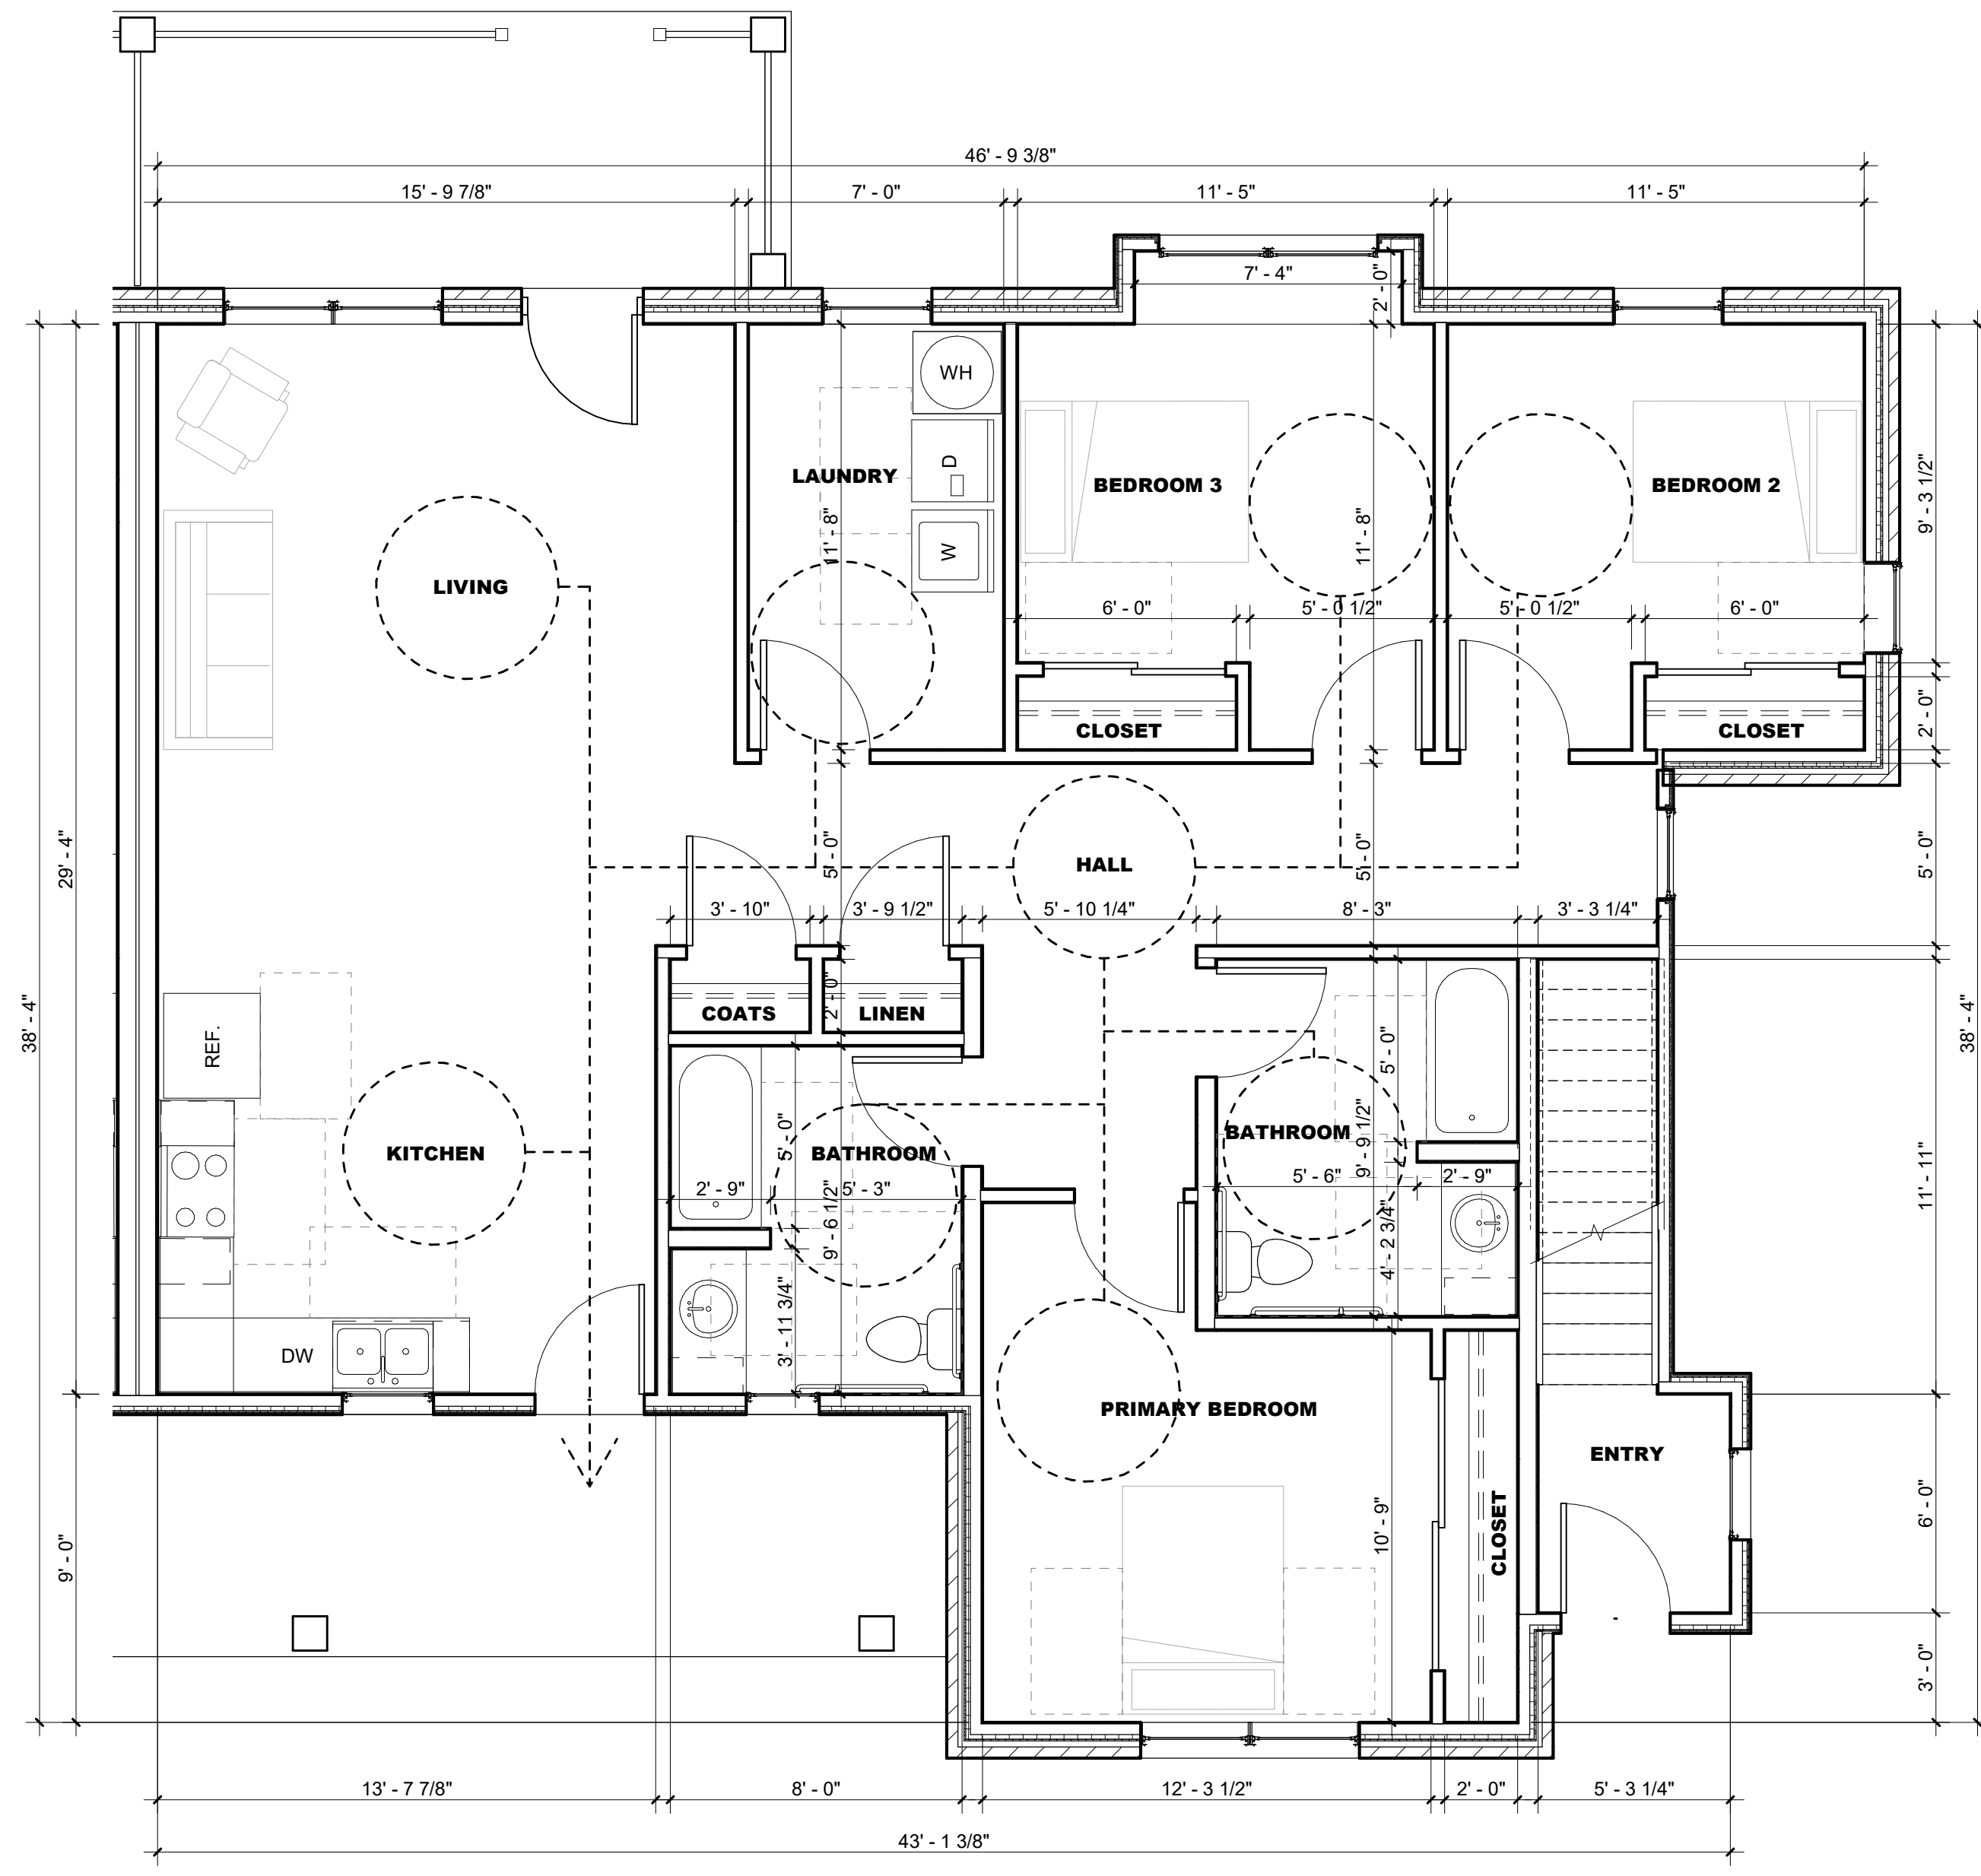 46' - 9 3/8"
15' - 9 7/8"
7' - 0"
11' - 5"
11' - 5"
7' - 4"
2' - 0"
WH
D
W
LAUNDRY
BEDROOM 3
BEDROOM 2
9' - 3 1/2"
11' - 8"
11' - 8"
LIVING
6' - 0"
5' - 0 1/2"
5' - 0 1/2"
6' - 0"
CLOSET
CLOSET
2' - 0"
29' - 4"
5' - 0"
HALL
5' - 0"
5' - 0"
3' - 10"
3' - 9 1/2"
5' - 10 1/4"
8' - 3"
3' - 3 1/4"
38' - 4"
REF.
COATS
2' - 0"
LINEN
5' - 0"
38' - 4"
KITCHEN
5' - 0"
BATHROOM
BATHROOM
9' - 9 1/2"
11' - 11"
2' - 9"
5' - 3"
5' - 6"
2' - 9"
9' - 6 1/2"
4' - 2 3/4"
3' - 11 3/4"
DW
PRIMARY BEDROOM
ENTRY
9' - 0"
10' - 9"
CLOSET
6' - 0"
3' - 0"
13' - 7 7/8"
8' - 0"
12' - 3 1/2"
2' - 0"
5' - 3 1/4"
43' - 1 3/8"